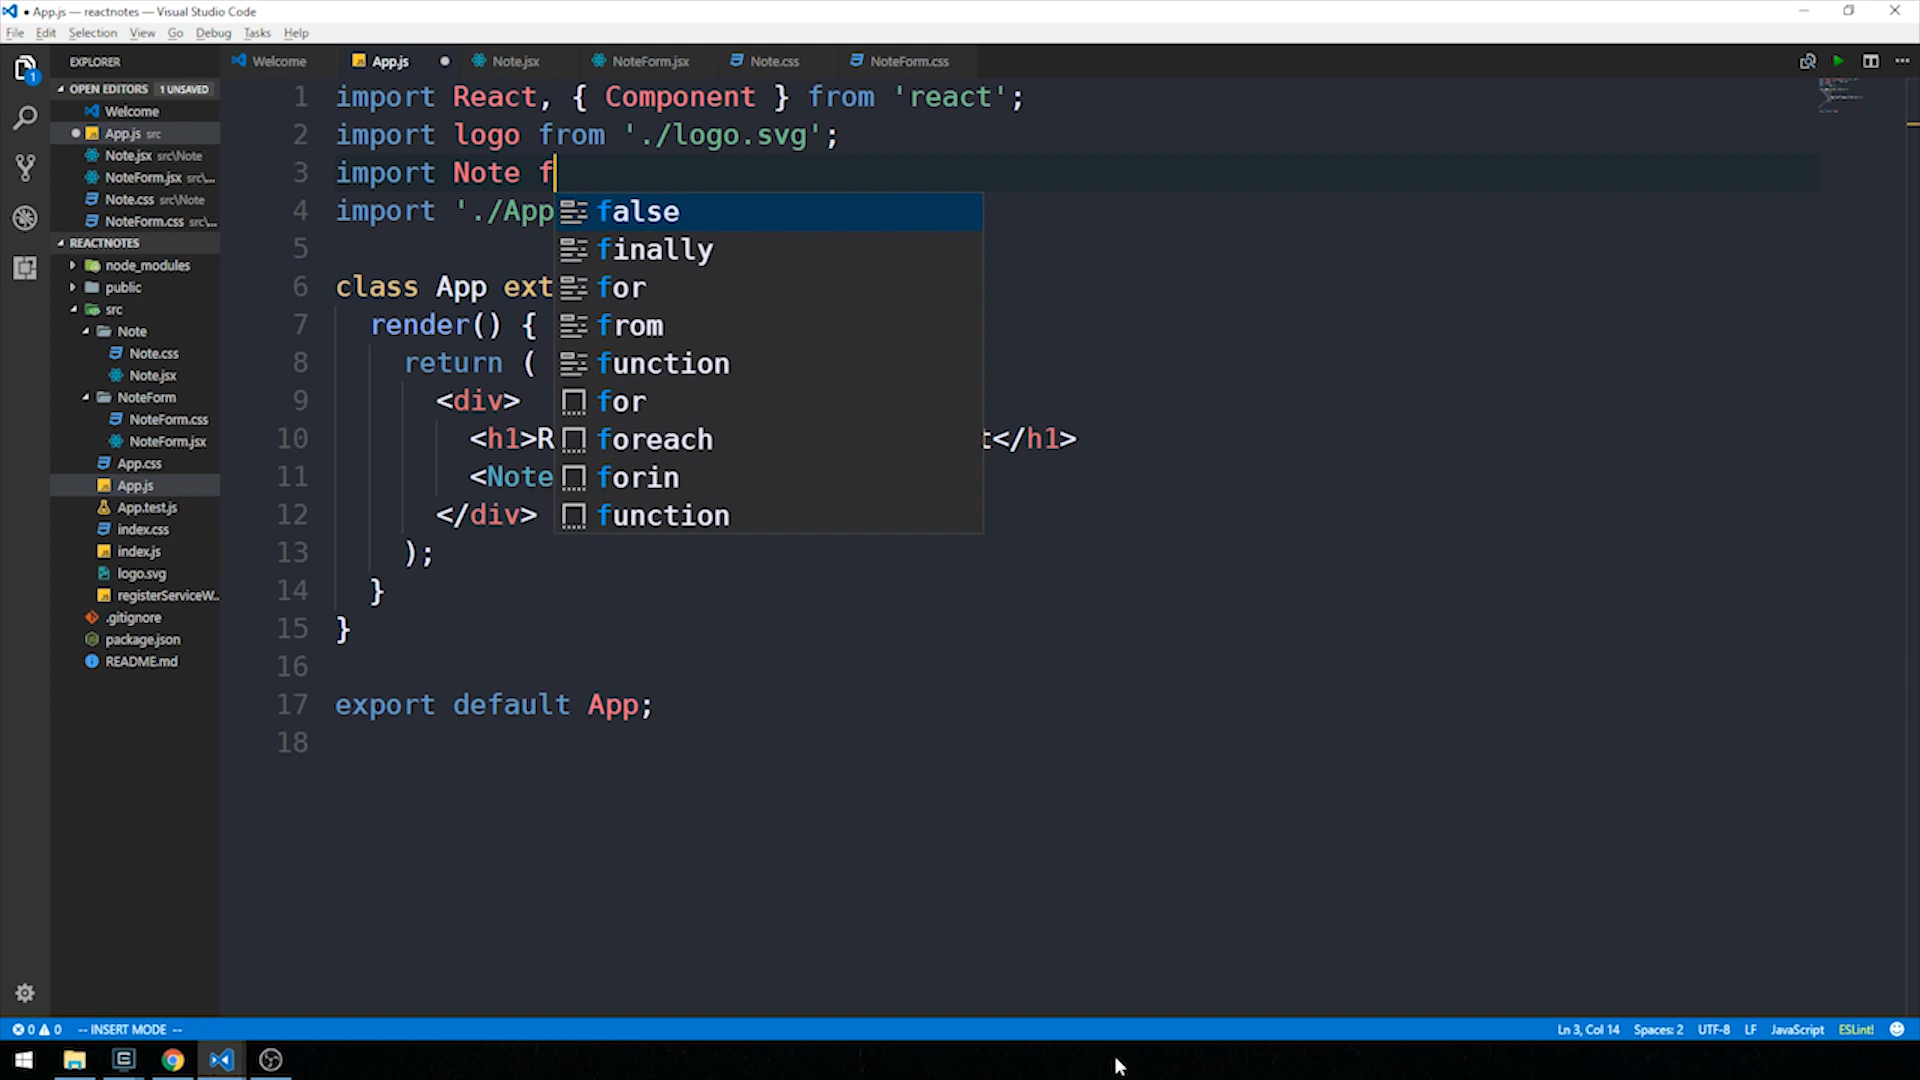 ● App.js — reactnotes — Visual Studio Code
File Edit Selection View Go Debug Tasks Help
EXPLORER
Welcome App.js Note.jsx NoteForm.jsx Note.css NoteForm.css
1
OPEN EDITORS 1 UNSAVED
Welcome
App.js src
Note.jsx src\Note
NoteForm.jsx src\...
Note.css src\Note
NoteForm.css src\...
REACTNOTES
node_modules
public
src
Note
Note.css
Note.jsx
NoteForm
NoteForm.css
NoteForm.jsx
App.css
App.js
App.test.js
index.css
index.js
logo.svg
registerServiceW..
.gitignore
package.json
README.md
1 import React, { Component } from 'react';
2 import logo from './logo.svg';
3 import Note f
4 import './App
5
6 class App ext
7 render() {
8 return (
9 <div>
10 <h1>R t</h1>
11 <Note
12 </div>
13 );
14 }
15 }
16
17 export default App;
18
false
finally
for
from
function
for
foreach
forin
function
0 0 -- INSERT MODE -- Ln 3, Col 14 Spaces: 2 UTF-8 LF JavaScript ESLint!